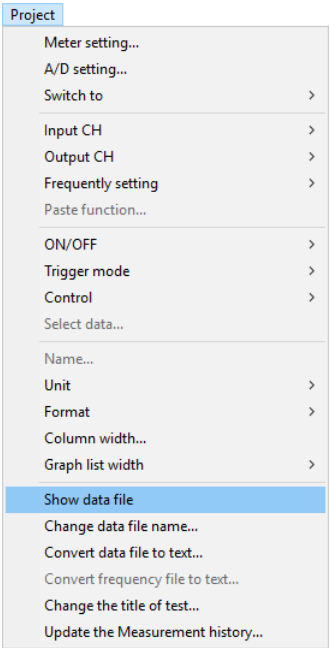 Project
Meter setting...
A/D setting...
Switch to
Input CH
Output CH
Frequently setting
Paste function...
ON/OFF
Trigger mode
Control
Select data...
Name...
Unit
Format
Column width...
Graph list width
Show data file
Change data file name...
Convert data file to text...
Convert frequency file to text...
Change the title of test...
Update the Measurement history...